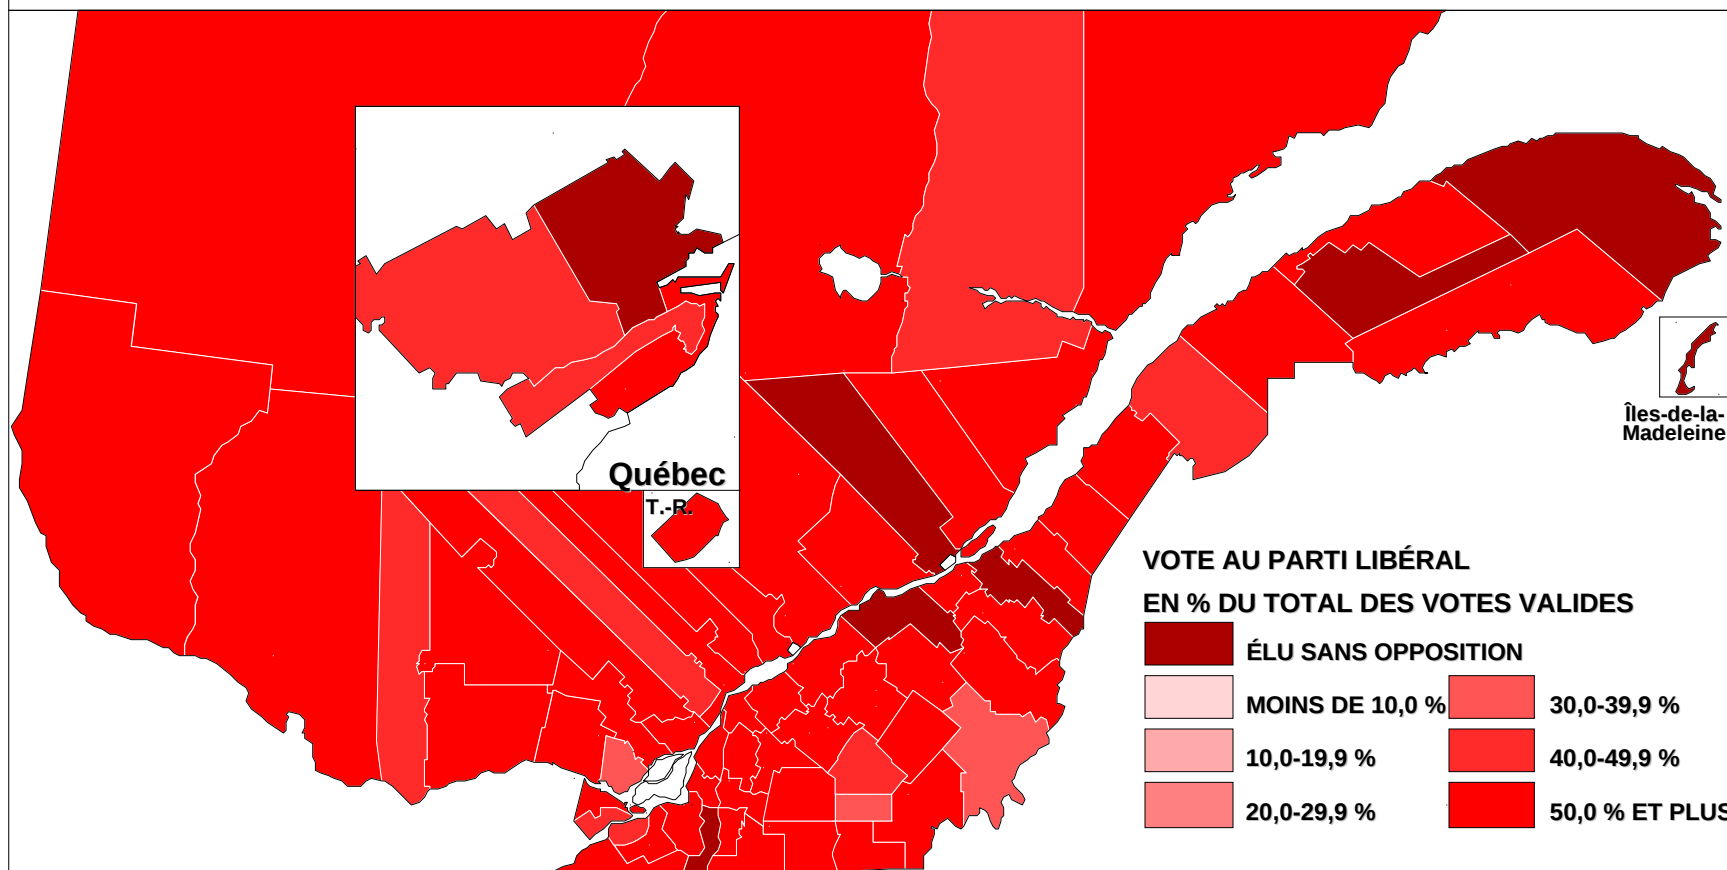 Québec
T.-R.
Îles-de-la-
Madeleine
VOTE AU PARTI LIBÉRAL
EN % DU TOTAL DES VOTES VALIDES
ÉLU SANS OPPOSITION
MOINS DE 10,0 %
30,0-39,9 %
10,0-19,9 %
40,0-49,9 %
20,0-29,9 %
50,0 % ET PLUS